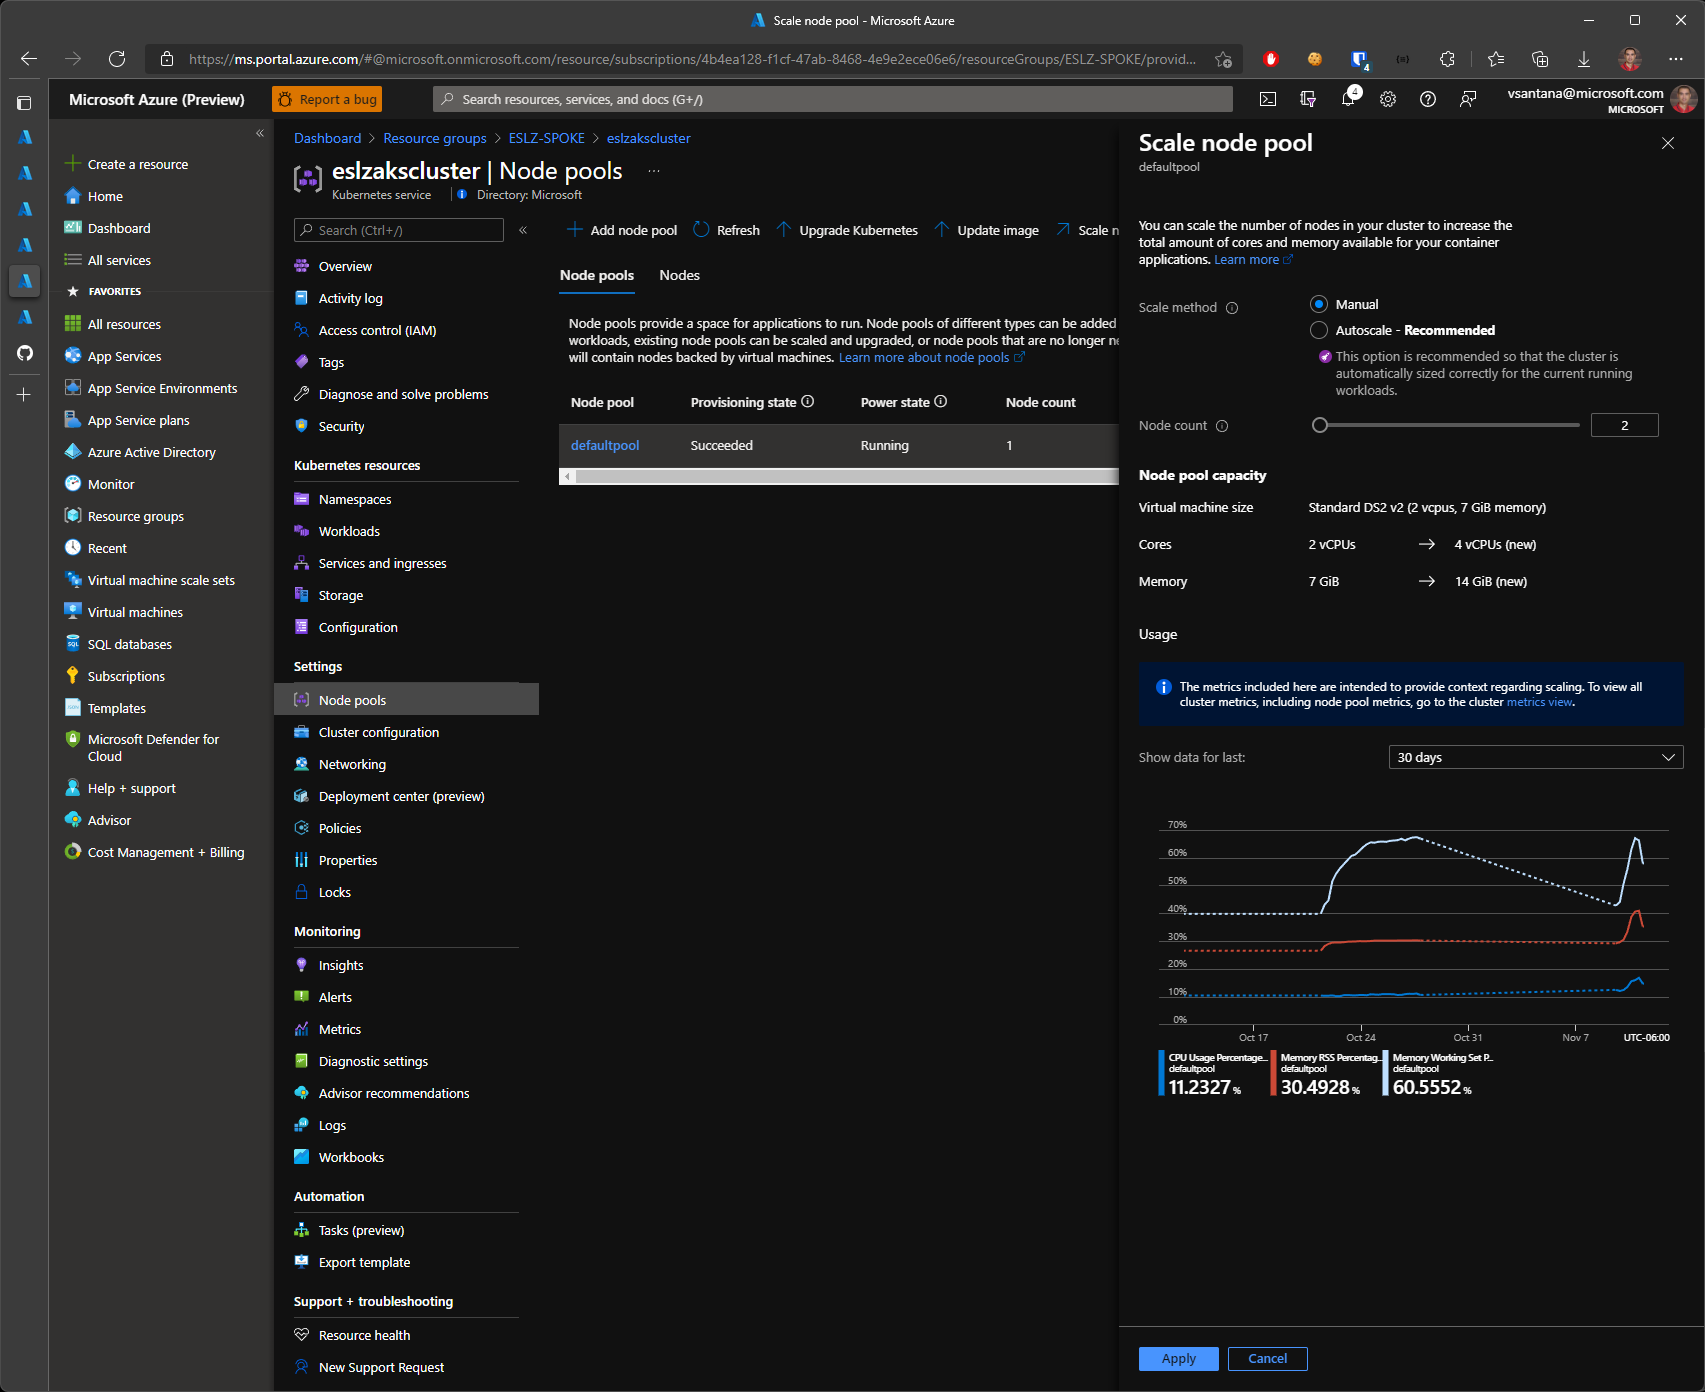 Scale node pool - Microsoft Azure
https://ms.portal.azure.com/#@microsoft.onmicrosoft.com/resource/subscriptions/4b4ea128-f1cf-47ab-8468-4e9e2ece06e6/resourceGroups/ESLZ-SPOKE/provid...
4
Microsoft Azure (Preview)
Report a bug
Search resources, services, and docs (G+/)
4
vsantana@microsoft.com
MICROSOFT
«
Create a resource
Home
Dashboard
All services
FAVORITES
All resources
App Services
App Service Environments
App Service plans
Azure Active Directory
Monitor
Resource groups
Recent
Virtual machine scale sets
Virtual machines
SQL databases
Subscriptions
Templates
Microsoft Defender for
Cloud
Help + support
Advisor
Cost Management + Billing
Dashboard > Resource groups > ESLZ-SPOKE > eslzakscluster
eslzakscluster | Node pools ...
Kubernetes service
Directory: Microsoft
Search (Ctrl+/)
«
Overview
Activity log
Access control (IAM)
Tags
Diagnose and solve problems
Security
Kubernetes resources
Namespaces
Workloads
Services and ingresses
Storage
Configuration
Settings
Node pools
Cluster configuration
Networking
Deployment center (preview)
Policies
Properties
Locks
Monitoring
Insights
Alerts
Metrics
Diagnostic settings
Advisor recommendations
Logs
Workbooks
Automation
Tasks (preview)
Export template
Support + troubleshooting
Resource health
New Support Request
Add node pool
Refresh
Upgrade Kubernetes
Update image
Scale n
Node pools
Nodes
Node pools provide a space for applications to run. Node pools of different types can be added
workloads, existing node pools can be scaled and upgraded, or node pools that are no longer ne
will contain nodes backed by virtual machines. Learn more about node pools
Node pool
Provisioning state
Power state
Node count
defaultpool
Succeeded
Running
1
Scale node pool
defaultpool
You can scale the number of nodes in your cluster to increase the
total amount of cores and memory available for your container
applications. Learn more
Scale method
Manual
Autoscale - Recommended
This option is recommended so that the cluster is
automatically sized correctly for the current running
workloads.
Node count
2
Node pool capacity
Virtual machine size
Standard DS2 v2 (2 vcpus, 7 GiB memory)
Cores
2 vCPUs → 4 vCPUs (new)
Memory
7 GiB → 14 GiB (new)
Usage
The metrics included here are intended to provide context regarding scaling. To view all
cluster metrics, including node pool metrics, go to the cluster metrics view.
Show data for last:
30 days
70%
60%
50%
40%
30%
20%
10%
0%
Oct 17
Oct 24
Oct 31
Nov 7
UTC-06:00
CPU Usage Percentage...
defaultpool
11.2327 %
Memory RSS Percentag...
defaultpool
30.4928 %
Memory Working Set P...
defaultpool
60.5552 %
Apply
Cancel